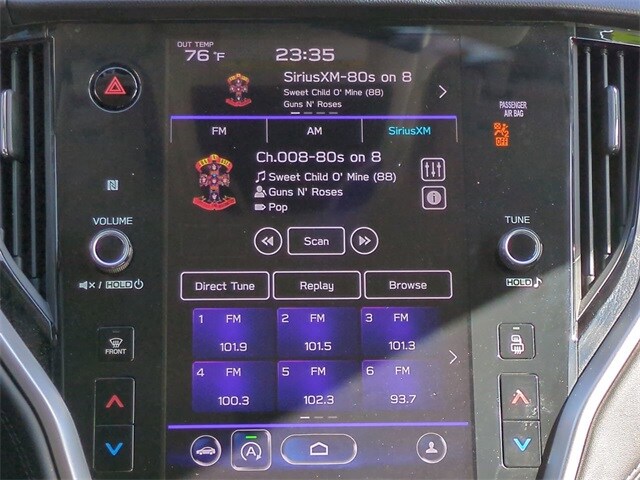 OUT TEMP
76 °F
23:35
SiriusXM-80s on 8
Sweet Child O' Mine (88)
Guns N' Roses
PASSENGER
AIR BAG
OFF
FM AM SiriusXM
Ch.008-80s on 8
Sweet Child O' Mine (88)
Guns N' Roses
Pop
VOLUME
TUNE
Scan
/ HOLD
HOLD
Direct Tune Replay Browse
1 FM 2 FM 3 FM
101.9 101.5 101.3
4 FM 5 FM 6 FM
100.3 102.3 93.7
FRONT
A